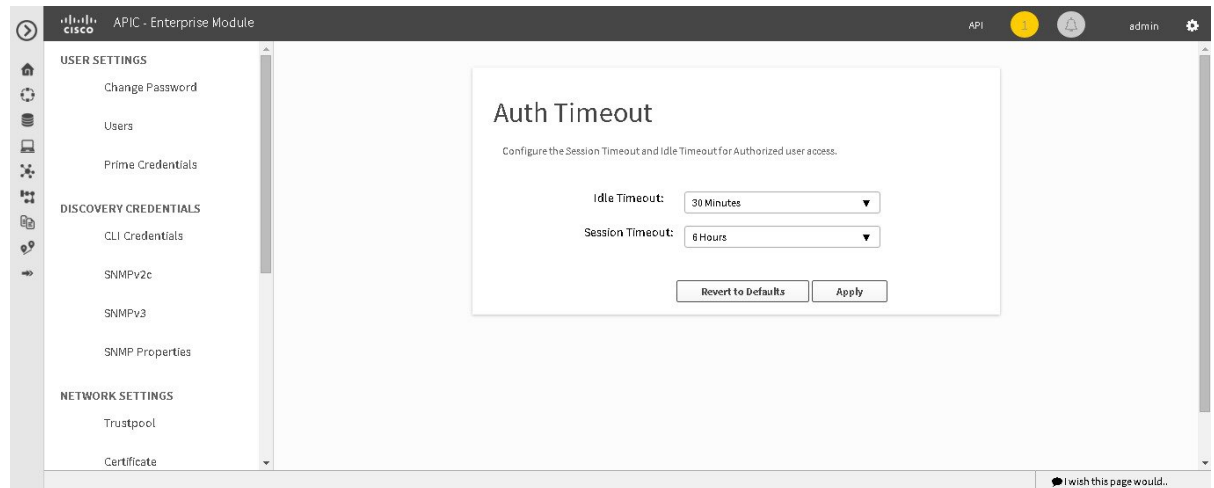 CISCO APIC - Enterprise Module
API 1 admin
USER SETTINGS
Change Password
Users
Prime Credentials
DISCOVERY CREDENTIALS
CLI Credentials
SNMPv2c
SNMPv3
SNMP Properties
NETWORK SETTINGS
Trustpool
Certificate
Auth Timeout
Configure the Session Timeout and Idle Timeout for Authorized user access.
Idle Timeout: 30 Minutes
Session Timeout: 6 Hours
Revert to Defaults Apply
I wish this page would..